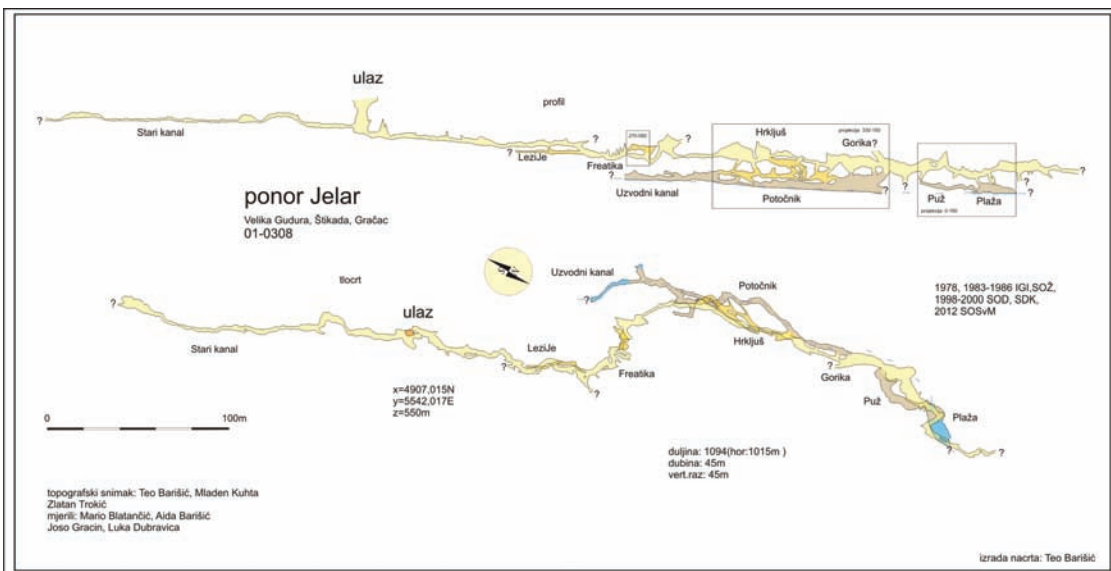 ulaz
profil
?
Stari kanal
LeziJe
?
?
Freatika
?...
Uzvodni kanal
?
Hrkljuš
Gorika?
Potočnik
?
?
Puž
Plaža
?
?
ponor Jelar
Velika Gudura, Štikada, Gračac
01-0308
tlocrt
Uzvodni kanal
?
Potočnik
1978, 1983-1986 IGI,SOŽ,
1998-2000 SOD, SDK,
2012 SOSvM
?
Stari kanal
ulaz
LeziJe
?
?
Freatika
Hrkljuš
?
Gorika
Puž
Plaža
?
?
x=4907,015N
y=5542,017E
z=550m
0
100m
duljina: 1094(hor:1015m )
dubina: 45m
vert.raz: 45m
topografski snimak: Teo Barišić, Mladen Kuhta
Zlatan Trokić
mjerili: Mario Blatančić, Aida Barišić
Joso Gracin, Luka Dubravica
izrada nacrta: Teo Barišić